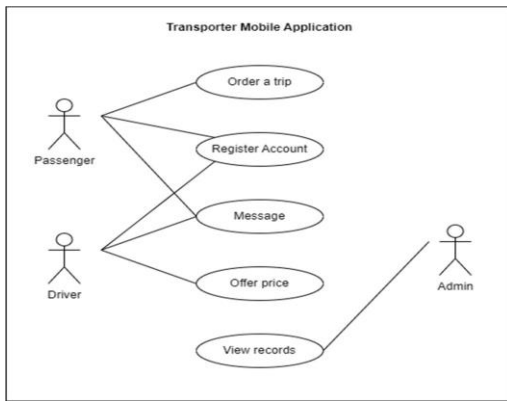 Transporter Mobile Application
Order a trip
Passenger
Register Account
Message
Driver
Offer price
Admin
View records